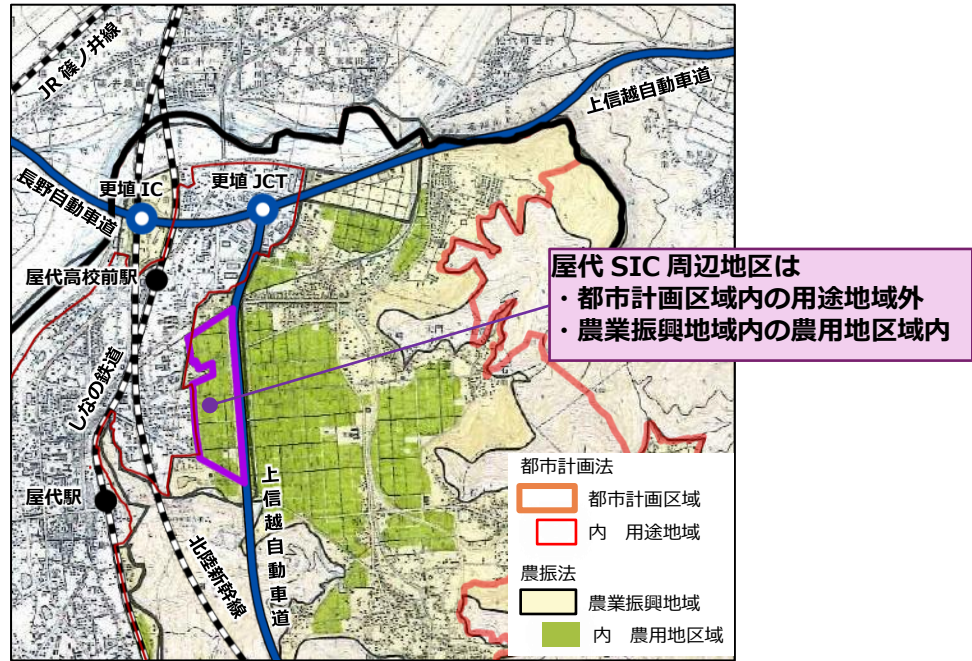 JR 篠ノ井線
上信越自動車道
長野自動車道
更埴 IC
更埴 JCT
屋代高校前駅
屋代 SIC 周辺地区は
・都市計画区域内の用途地域外
・農業振興地域内の農用地区域内
しなの鉄道
屋代駅
北陸新幹線
上信越自動車道
都市計画法
都市計画区域
内 用途地域
農振法
農業振興地域
内 農用地区域